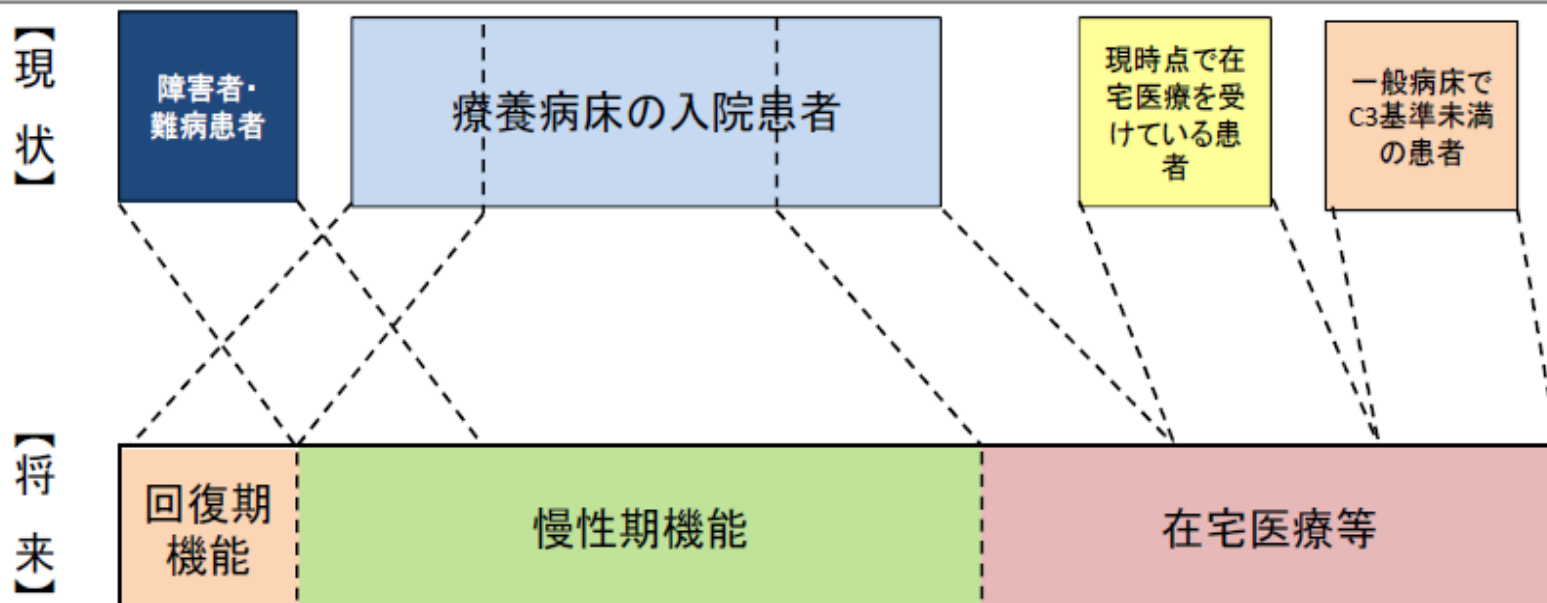 【現状】
障害者・
難病患者
療養病床の入院患者
現時点で在
宅医療を受
けている患
者
一般病床で
C3基準未満
の患者
【将来】
回復期
機能
慢性期機能
在宅医療等